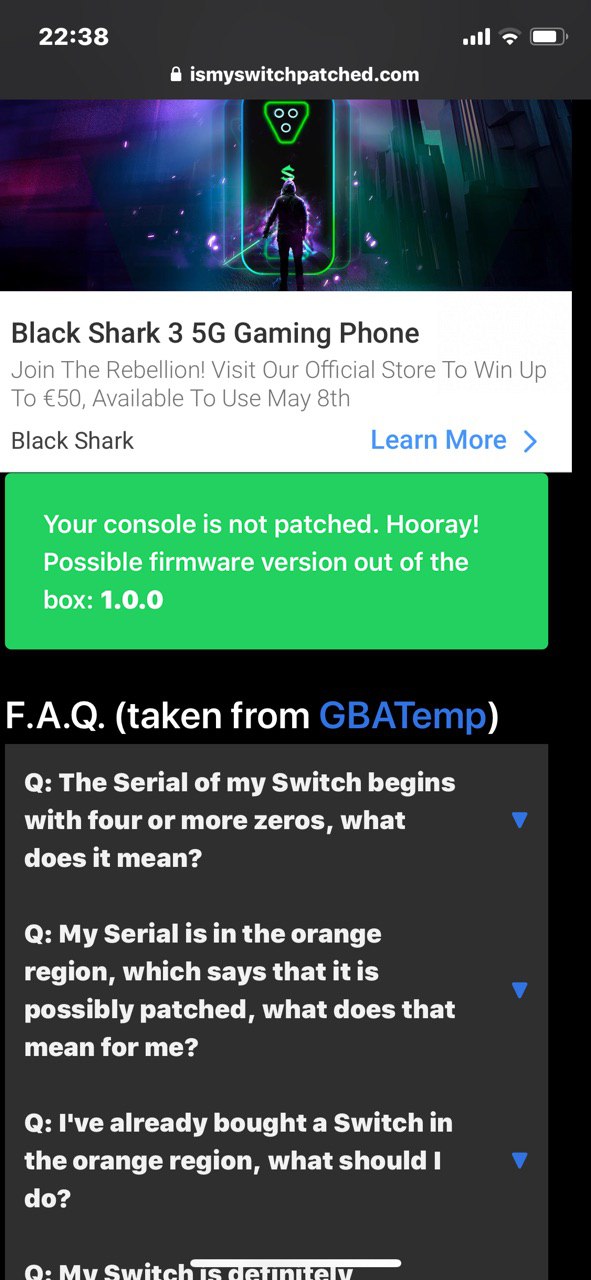 22:38
ismyswitchpatched.com
$
Black Shark 3 5G Gaming Phone
Join The Rebellion! Visit Our Official Store To Win Up
To €50, Available To Use May 8th
Black Shark
Learn More
Your console is not patched. Hooray!
Possible firmware version out of the
box: 1.0.0
F.A.Q. (taken from GBATemp)
Q: The Serial of my Switch begins
with four or more zeros, what
does it mean?
Q: My Serial is in the orange
region, which says that it is
possibly patched, what does that
mean for me?
Q: I've already bought a Switch in
the orange region, what should I
do?
Q: My Switch is definitely